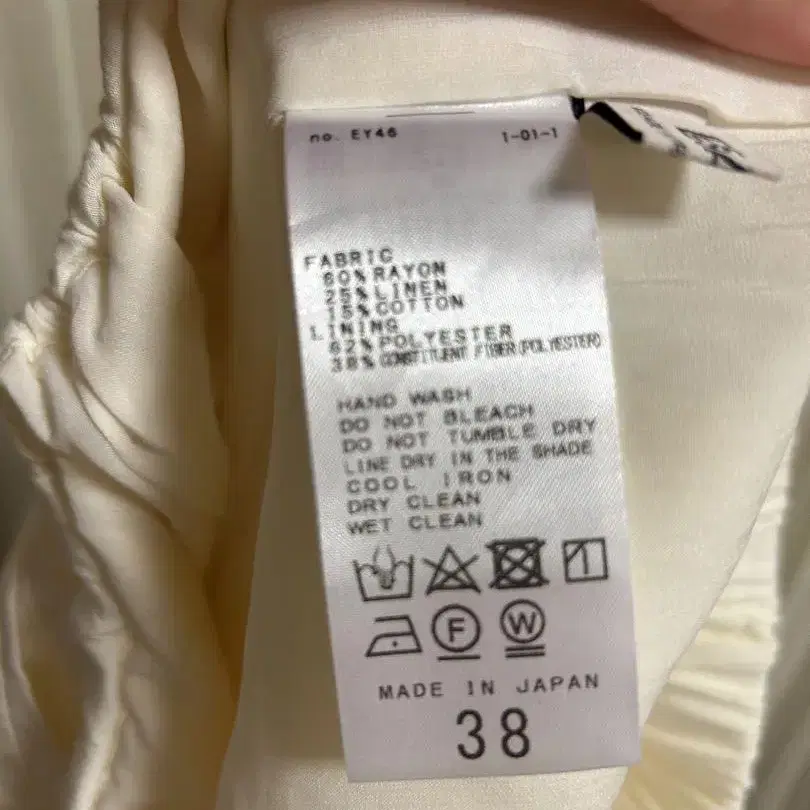 no. EY46 1-01-1
FABRIC
60%RAYON
25%LINEN
15%COTTON
LINING
62%POLYESTER
38%CONSTITUENT FIBER(POLYESTER)
HAND WASH
DO NOT BLEACH
DO NOT TUMBLE DRY
LINE DRY IN THE SHADE
COOL IRON
DRY CLEAN
WET CLEAN
F W
MADE IN JAPAN
38